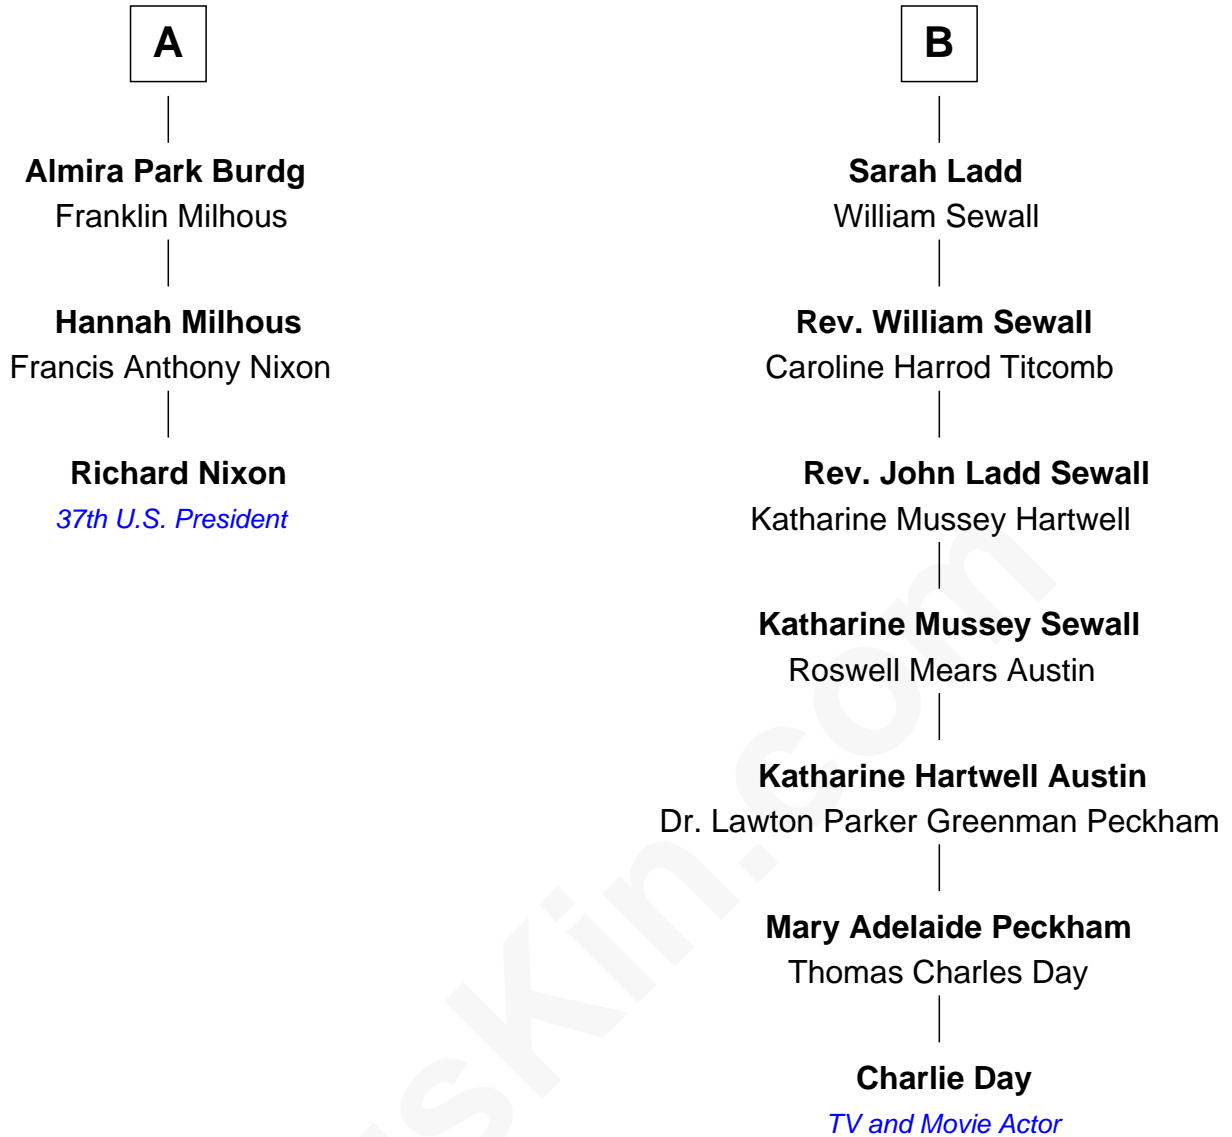 A
Almira Park Burdg
Franklin Milhous
Hannah Milhous
Francis Anthony Nixon
Richard Nixon
37th U.S. President
B
Sarah Ladd
William Sewall
Rev. William Sewall
Caroline Harrod Titcomb
Rev. John Ladd Sewall
Katharine Mussey Hartwell
Katharine Mussey Sewall
Roswell Mears Austin
Katharine Hartwell Austin
Dr. Lawton Parker Greenman Peckham
Mary Adelaide Peckham
Thomas Charles Day
Charlie Day
TV and Movie Actor
sKin.com